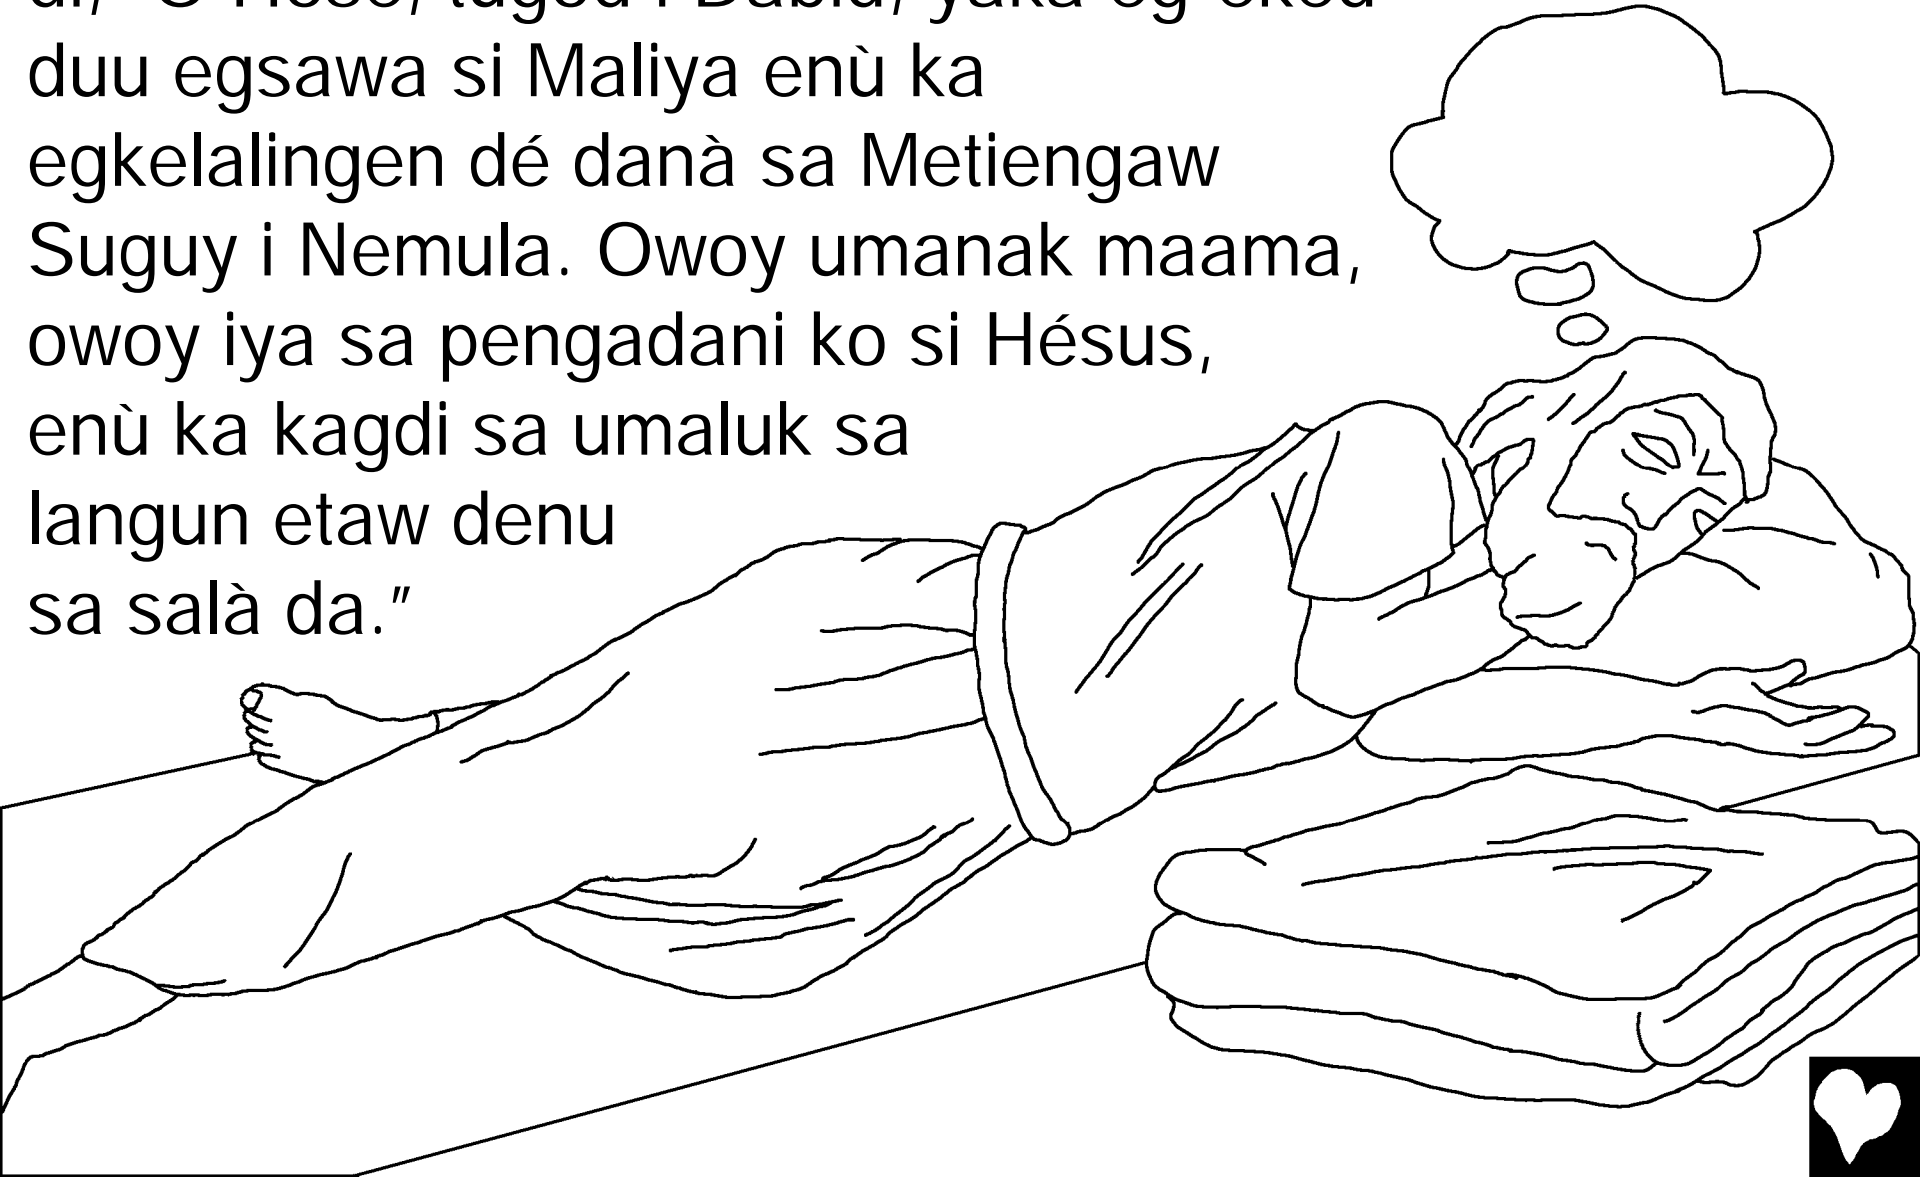 yaka
duu egsawa si Maliya enù ka
egkelalingen dé danà sa Metiengaw
Suguy i Nemula. Owoy umanak maama,
owoy iya sa pengadani ko si Hésus,
enù ka kagdi sa umaluk sa
langun etaw denu
sa salà da."